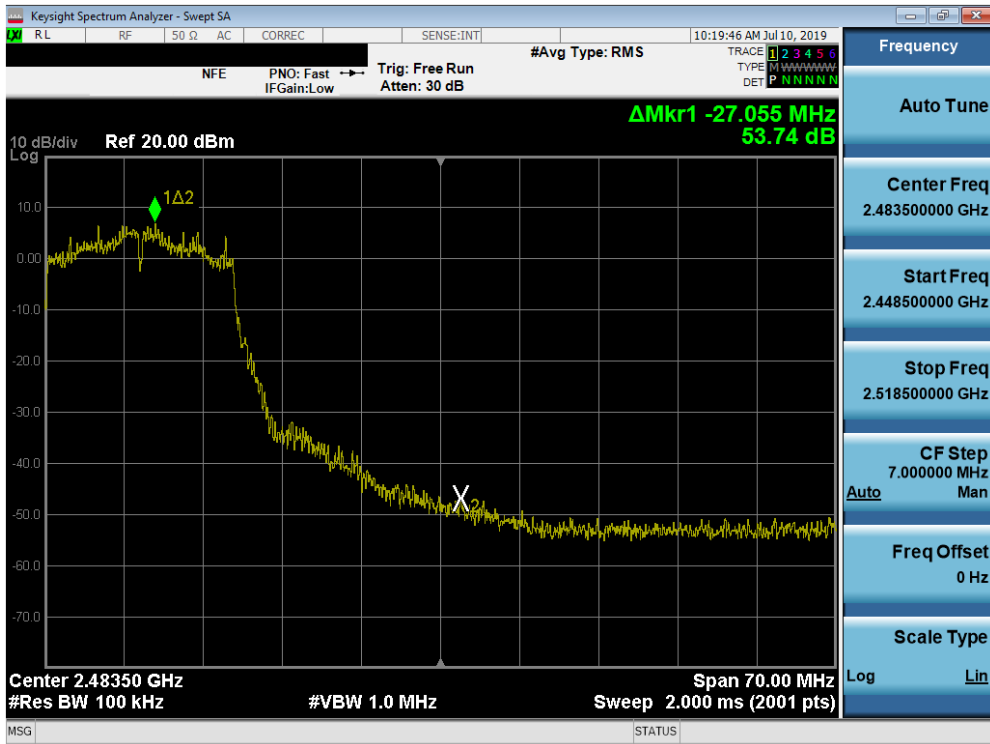 Keysight Spectrum Analyzer - Swept SA
LXI RL RF 50 Ω AC CORREC SENSE:INT 10:19:46 AM Jul 10, 2019
#Avg Type: RMS TRACE 1 2 3 4 5 6
NFE PNO: Fast Trig: Free Run TYPE M WWWWW
IFGain:Low Atten: 30 dB DET P N N N N N
ΔMkr1 -27.055 MHz
53.74 dB
10 dB/div Ref 20.00 dBm
Log
1Δ2
10.0
0.00
-10.0
-20.0
-30.0
-40.0
X2
-50.0
-60.0
-70.0
Center 2.48350 GHz Span 70.00 MHz
#Res BW 100 kHz #VBW 1.0 MHz Sweep 2.000 ms (2001 pts)
MSG STATUS
Frequency
Auto Tune
Center Freq
2.483500000 GHz
Start Freq
2.448500000 GHz
Stop Freq
2.518500000 GHz
CF Step
7.000000 MHz
Auto Man
Freq Offset
0 Hz
Scale Type
Log Lin